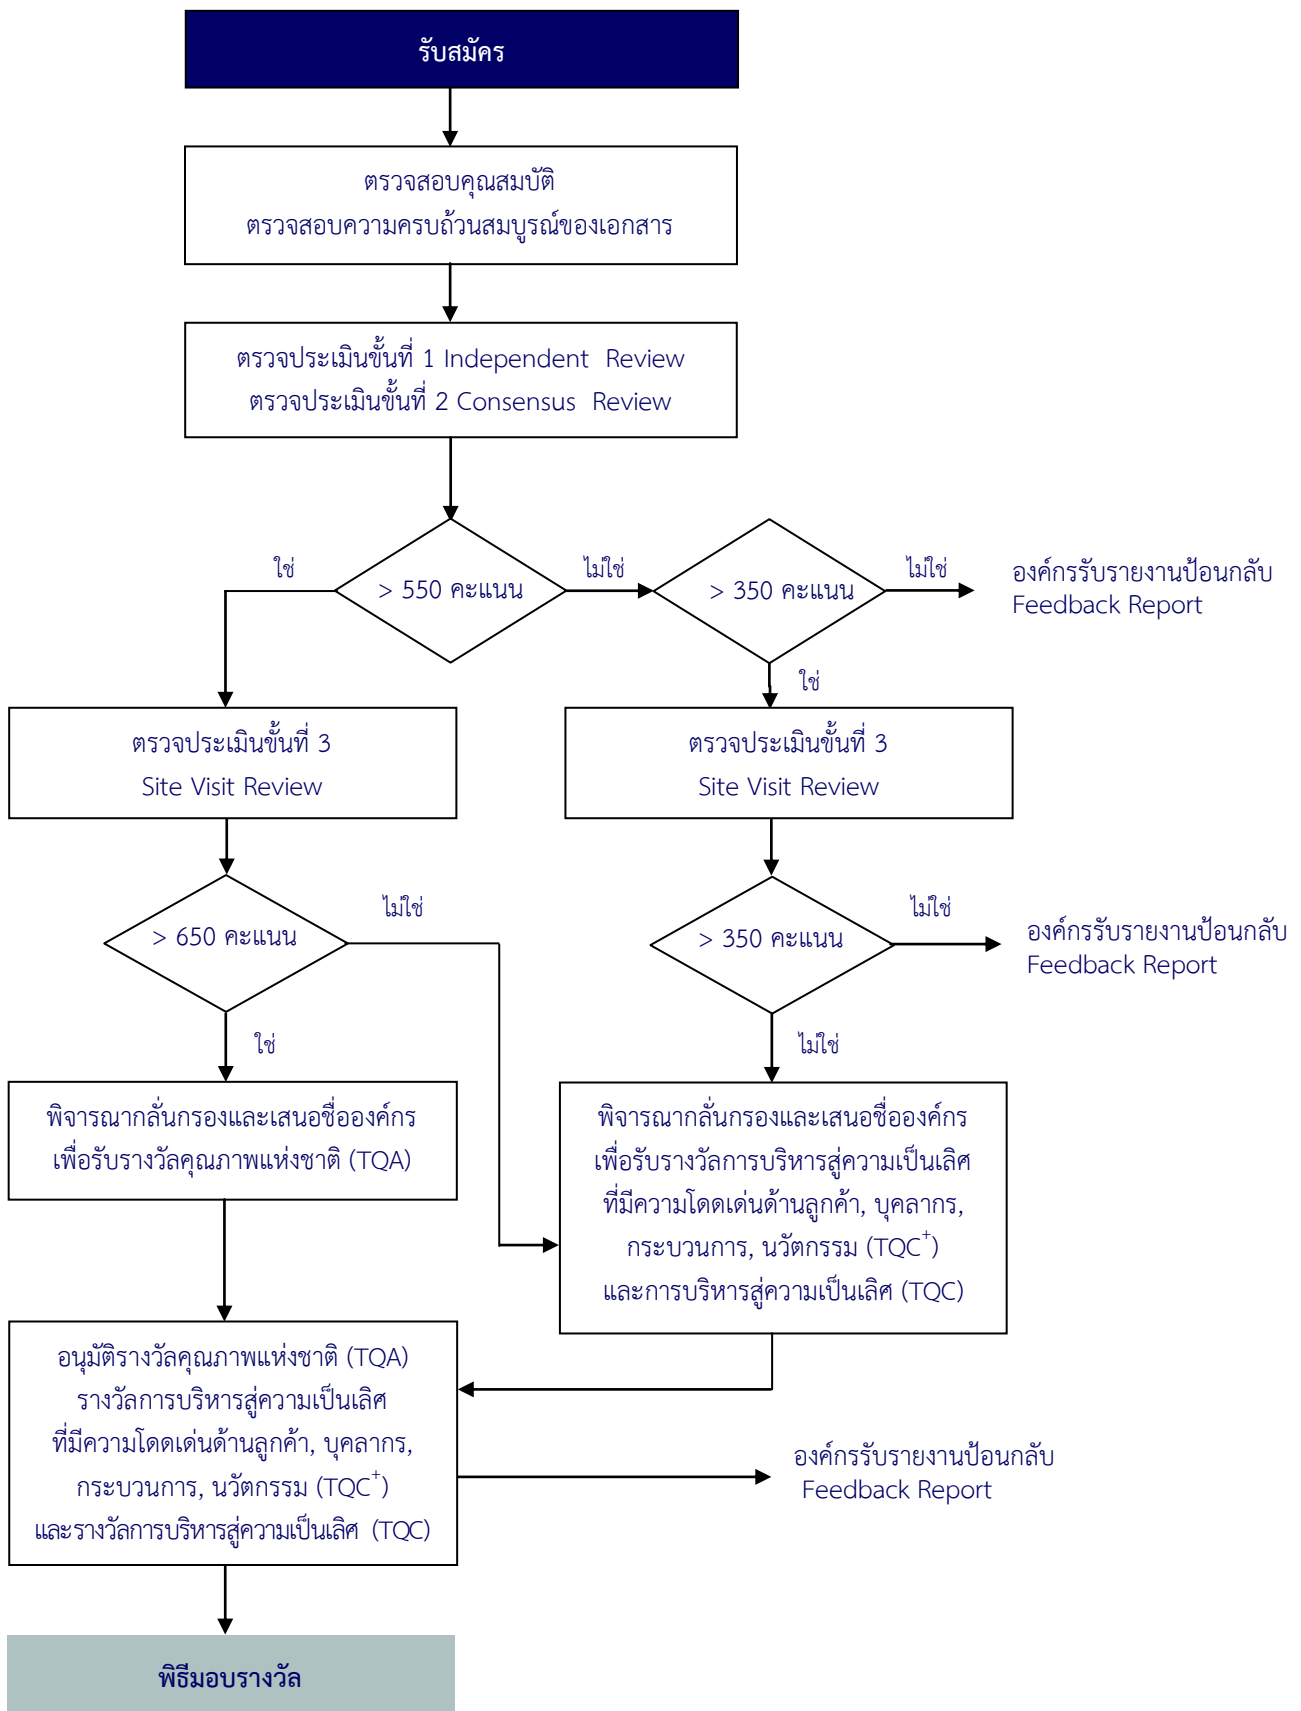 รับสมัคร
ตรวจสอบคุณสมบัติ
ตรวจสอบความครบถ้วนสมบูรณ์ของเอกสาร
ตรวจประเมินขั้นที่ 1 Independent Review
ตรวจประเมินขั้นที่ 2 Consensus Review
ใช่
> 550 คะแนน
ไม่ใช่
> 350 คะแนน
ไม่ใช่
องค์กรรับรายงานป้อนกลับ
Feedback Report
ใช่
ตรวจประเมินขั้นที่ 3
Site Visit Review
ตรวจประเมินขั้นที่ 3
Site Visit Review
> 650 คะแนน
ไม่ใช่
> 350 คะแนน
ไม่ใช่
องค์กรรับรายงานป้อนกลับ
Feedback Report
ใช่
ไม่ใช่
พิจารณากลั่นกรองและเสนอชื่อองค์กร
เพื่อรับรางวัลคุณภาพแห่งชาติ (TQA)
พิจารณากลั่นกรองและเสนอชื่อองค์กร
เพื่อรับรางวัลการบริหารสู่ความเป็นเลิศ
ที่มีความโดดเด่นด้านลูกค้า, บุคลากร,
กระบวนการ, นวัตกรรม (TQC⁺)
และการบริหารสู่ความเป็นเลิศ (TQC)
อนุมัติรางวัลคุณภาพแห่งชาติ (TQA)
รางวัลการบริหารสู่ความเป็นเลิศ
ที่มีความโดดเด่นด้านลูกค้า, บุคลากร,
กระบวนการ, นวัตกรรม (TQC⁺)
และรางวัลการบริหารสู่ความเป็นเลิศ (TQC)
องค์กรรับรายงานป้อนกลับ
Feedback Report
พิธีมอบรางวัล